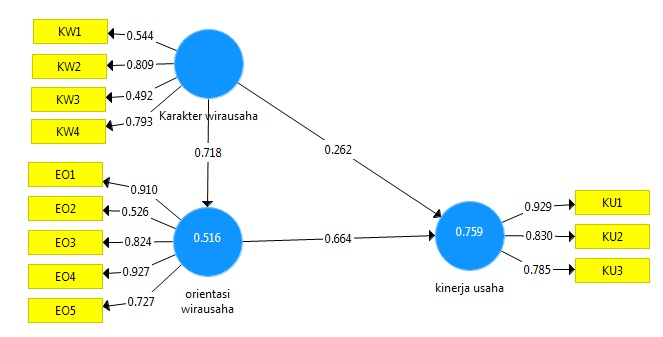 KW1
0.544
KW2
0.809
KW3
0.492
KW4
0.793
Karakter wirausaha
0.718
0.262
EO1
0.910
EO2
0.526
EO3
0.824
EO4
0.927
EO5
0.727
0.516
orientasi
wirausaha
0.664
0.759
kinerja usaha
0.929
KU1
0.830
KU2
0.785
KU3